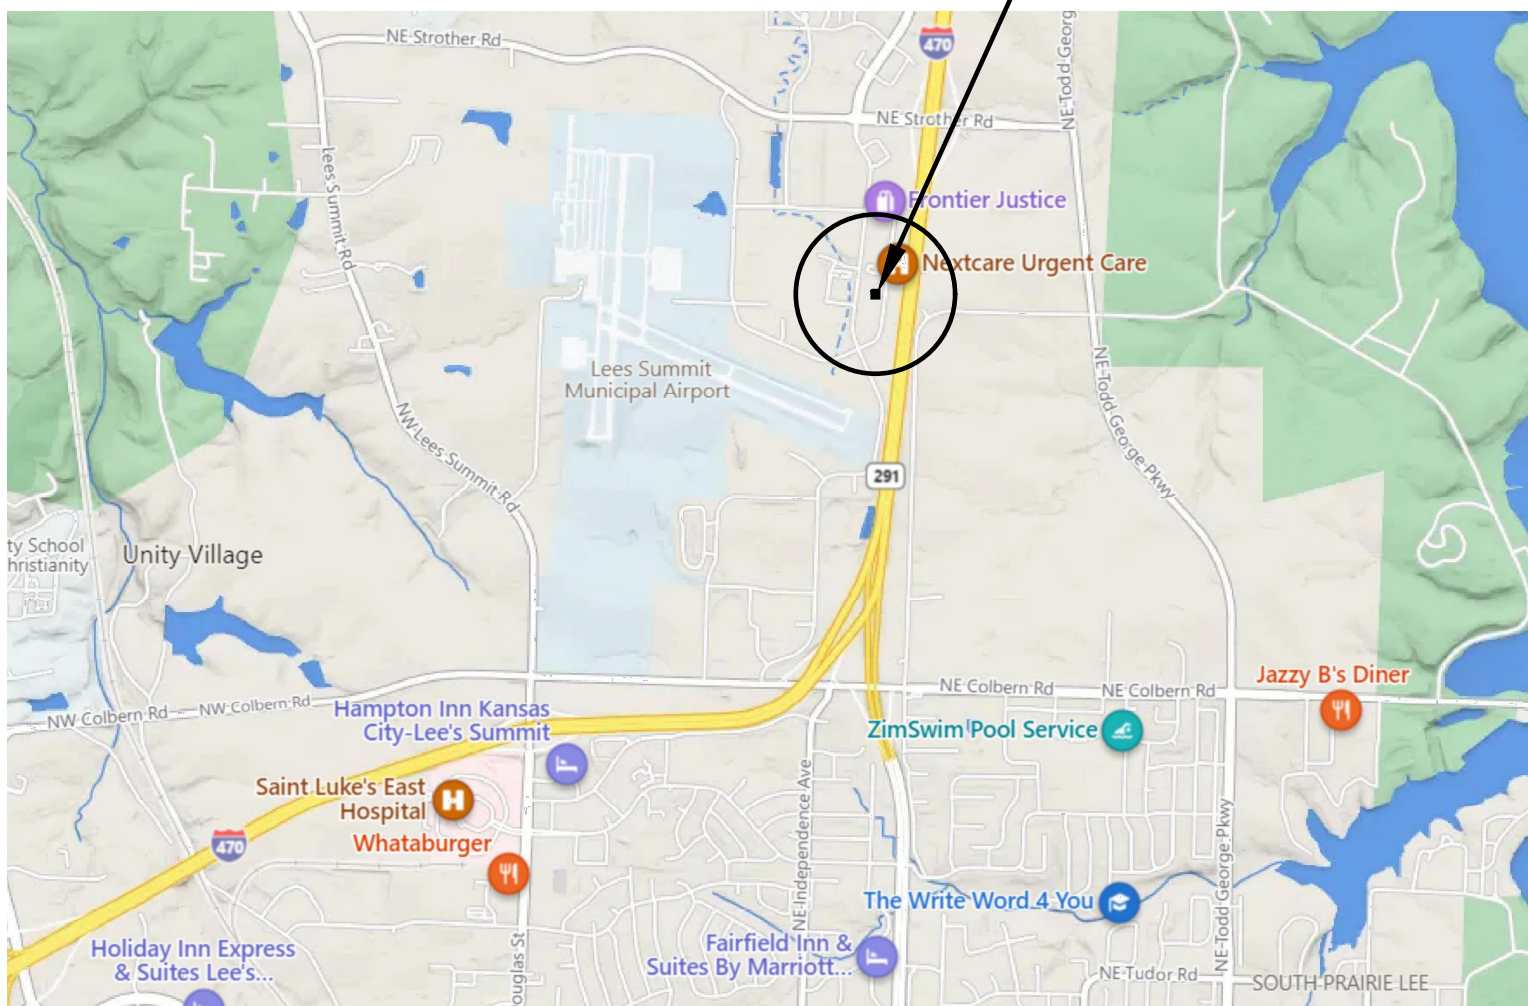 NE Strother Rd
470
NE-Todd-Georg
NE Strother Rd
Lees Summit Rd
Frontier Justice
Nextcare Urgent Care
Lees Summit
Municipal Airport
NE-Todd-George-Pkwy
NW-Lees Summit-Rd
291
ty School
hristianity
Unity Village
Jazzy B's Diner
NE Colbern Rd
NE Colbern Rd
NW Colbern Rd
NW Colbern Rd
Hampton Inn Kansas
City-Lee's Summit
ZimSwim Pool Service
Saint Luke's East
Hospital
H
Whataburger
470
NE-Independence Ave
NE-Todd George Pkwy
The Write Word 4 You
Holiday Inn Express
& Suites Lee's...
ouglas St
Fairfield Inn &
Suites By Marriott...
NE-Tudor Rd
SOUTH PRAIRIE LEE